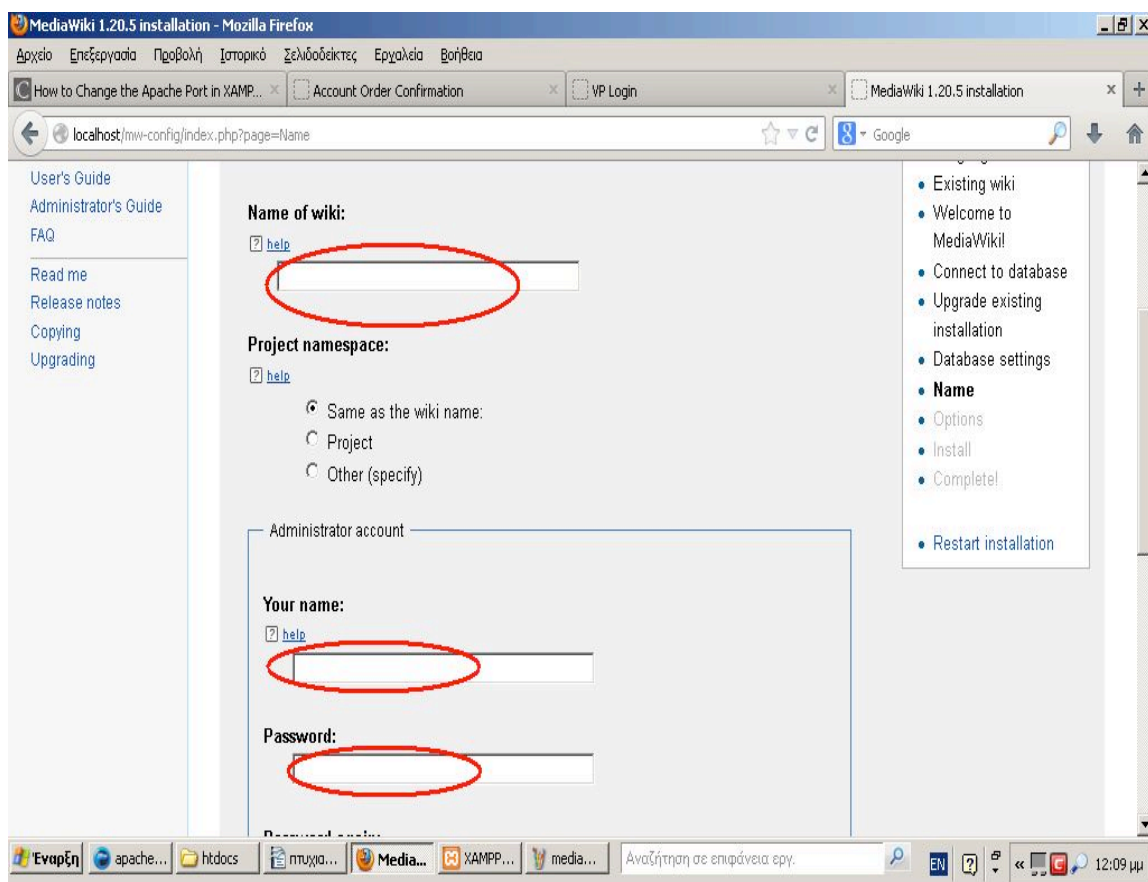 MediaWiki 1.20.5 installation - Mozilla Firefox
Αρχείο Επεξεργασία Προβολή Ιστορικό Σελιδοδείκτες Εργαλεία Βοήθεια
How to Change the Apache Port in XAMP... Account Order Confirmation VP Login MediaWiki 1.20.5 installation
localhost/mw-config/index.php?page=Name Google
User's Guide
Administrator's Guide
FAQ
Read me
Release notes
Copying
Upgrading
Name of wiki:
help
Project namespace:
help
Same as the wiki name:
Project
Other (specify)
Administrator account
Your name:
help
Password:
Existing wiki
Welcome to
MediaWiki!
Connect to database
Upgrade existing
installation
Database settings
Name
Options
Install
Complete!
Restart installation
Έναρξη apache... htdocs πτυχια... Media... XAMPP... media... Αναζήτηση σε επιφάνεια εργ. EN 12:09 μμ